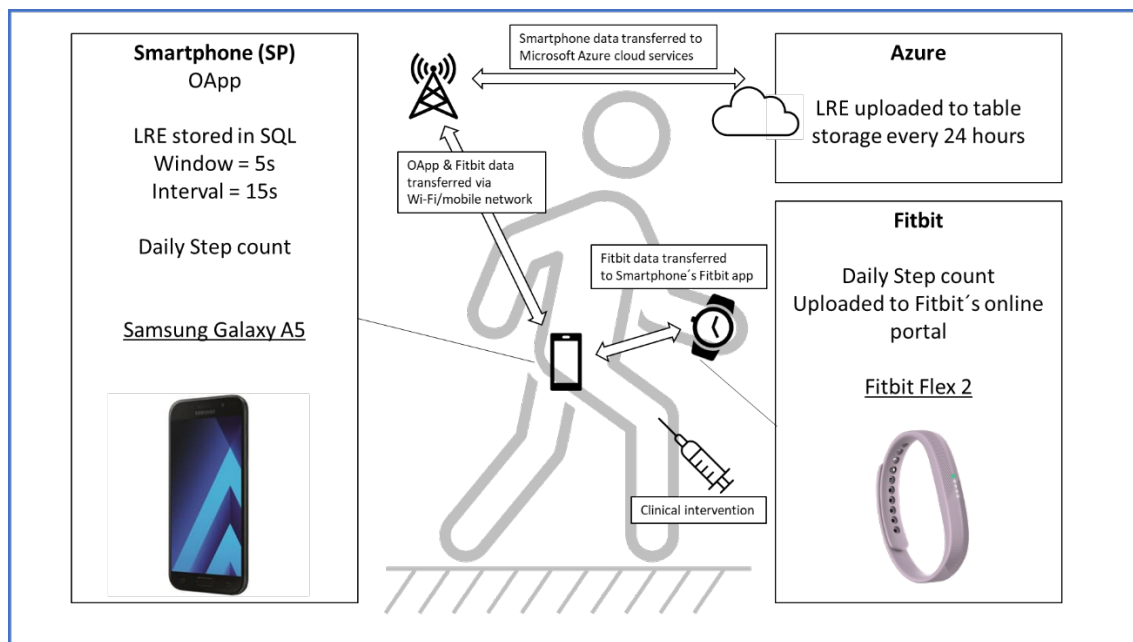 Smartphone (SP)
OApp
LRE stored in SQL
Window = 5s
Interval = 15s
Daily Step count
Samsung Galaxy A5
SAMSUNG
Smartphone data transferred to
Microsoft Azure cloud services
OApp & Fitbit data
transferred via
Wi-Fi/mobile network
Fitbit data transferred
to Smartphone´s Fitbit app
Clinical intervention
Azure
LRE uploaded to table
storage every 24 hours
Fitbit
Daily Step count
Uploaded to Fitbit´s online
portal
Fitbit Flex 2